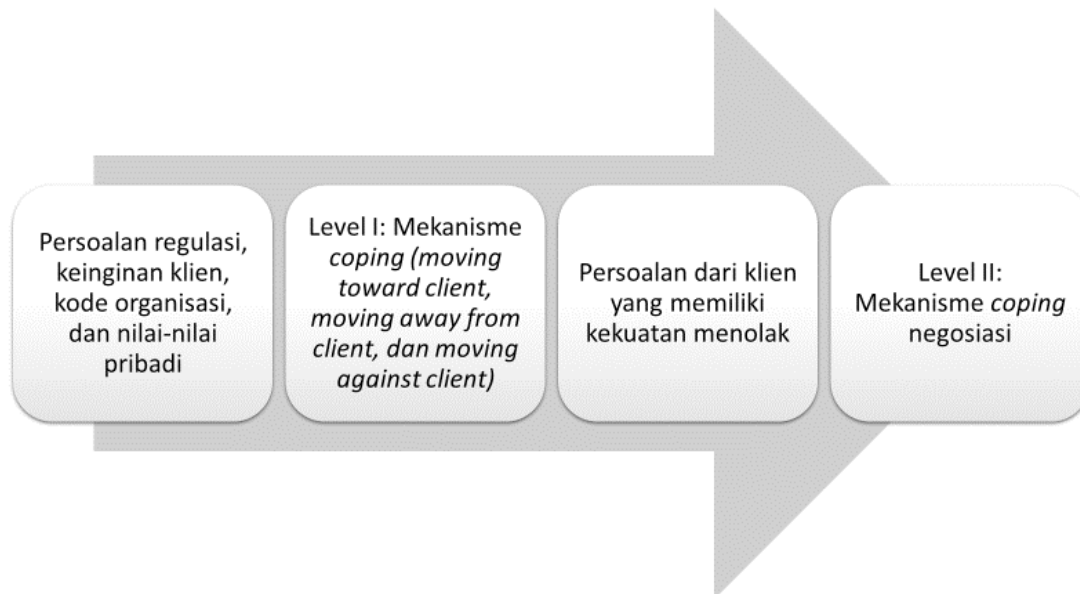 Persoalan regulasi,
keinginan klien,
kode organisasi,
dan nilai-nilai
pribadi
Level I: Mekanisme
coping (moving
toward client,
moving away from
client, dan moving
against client)
Persoalan dari klien
yang memiliki
kekuatan menolak
Level II:
Mekanisme coping
negosiasi